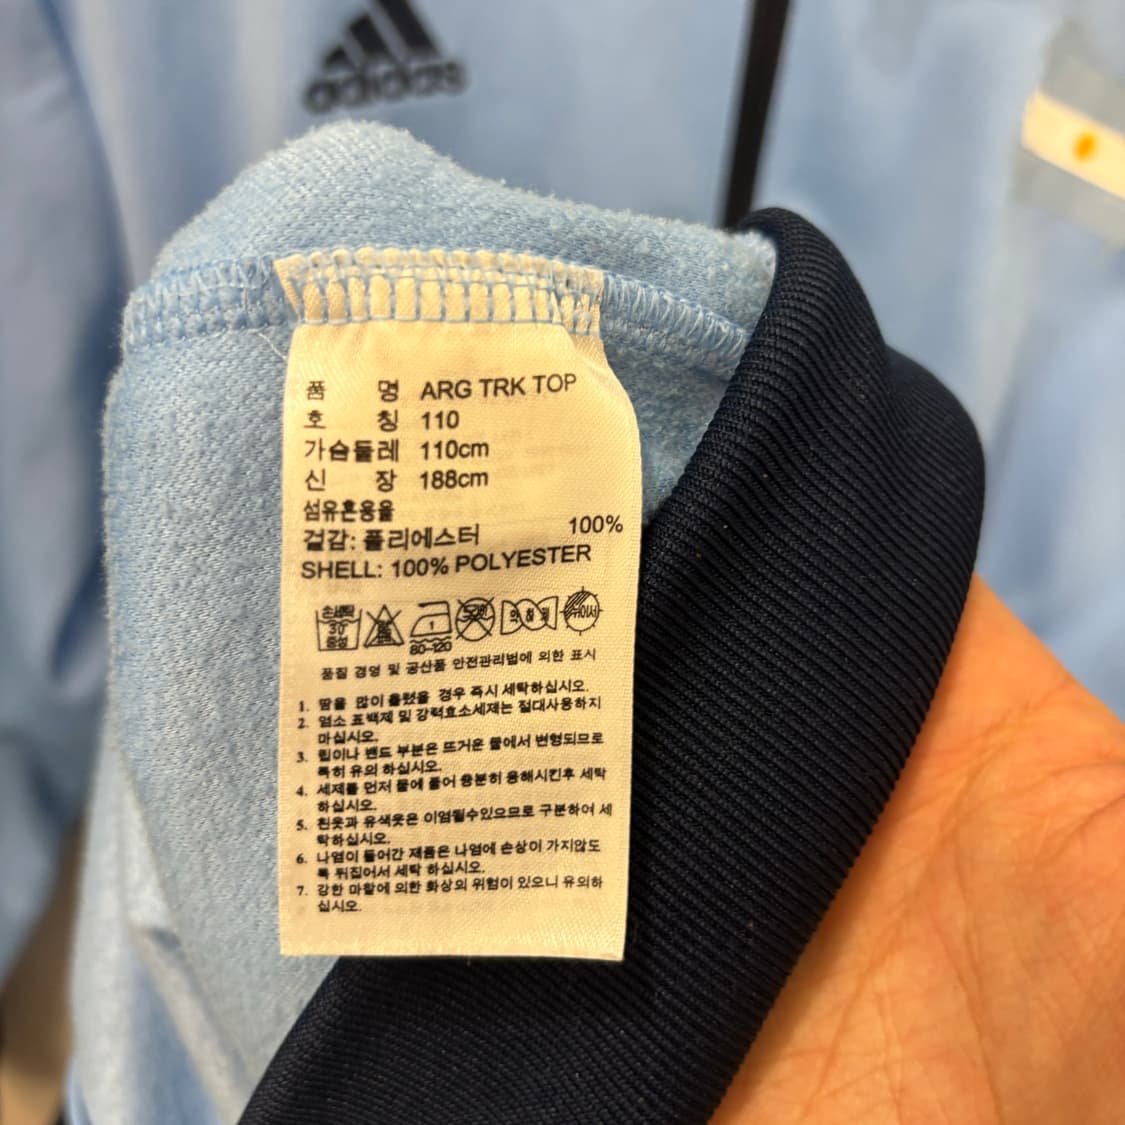 adidas
품 명 ARG TRK TOP
호 칭 110
가슴둘레 110cm
신 장 188cm
섬유혼용율
겉감: 폴리에스터 100%
SHELL: 100% POLYESTER
손세탁
30
중성
1
80-120
품질 경영 및 공산품 안전관리법에 의한 표시
1. 땀을 많이 흘렸을 경우 즉시 세탁하십시오.
2. 염소 표백제 및 강력효소세제는 절대사용하지
마십시오.
3. 립이나 밴드 부분은 뜨거운 물에서 변형되므로
특히 유의 하십시오.
4. 세제를 먼저 물에 풀어 충분히 용해시킨후 세탁
하십시오.
5. 흰옷과 유색옷은 이염될수있으므로 구분하여 세
탁하십시오.
6. 나염이 들어간 제품은 나염에 손상이 가지않도
록 뒤집어서 세탁 하십시오.
7. 강한 마찰에 의한 화상의 위험이 있으니 유의하
십시오.